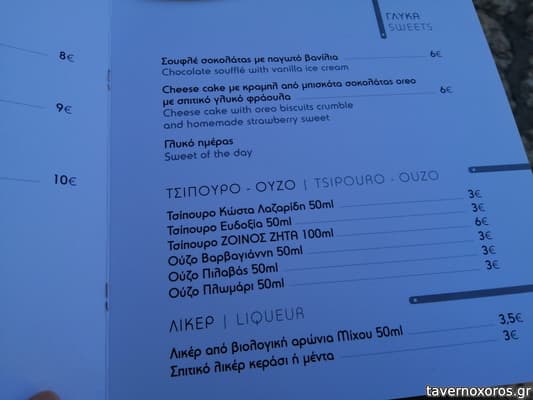 8€
9€
10€
ΓΛΥΚΑ
SWEETS
Σουφλέ σοκολάτας με παγωτό βανίλια 6€
Chocolate soufflé with vanilla ice cream
Cheese cake με κραμπλ από μπισκότα σοκολάτας oreo
με σπιτικό γλυκό φράουλα 6€
Cheese cake with oreo biscuits crumble
and homemade strawberry sweet
Γλυκό ημέρας
Sweet of the day
ΤΣΙΠΟΥΡΟ - ΟΥΖΟ | TSIPOURO - OUZO
Τσίπουρο Κώστα Λαζαρίδη 50ml 3€
Τσίπουρο Ευδοξία 50ml 3€
Τσίπουρο ΖΟΙΝΟΣ ΖΗΤΑ 100ml 6€
Ούζο Βαρβαγιάννη 50ml 3€
Ούζο Πιλαβάς 50ml 3€
Ούζο Πλωμάρι 50ml 3€
ΛΙΚΕΡ | LIQUEUR
Λικέρ από βιολογική αρώνια Μίχου 50ml 3,5€
Σπιτικό λικέρ κεράσι ή μέντα 3€
tavernoxoros.gr